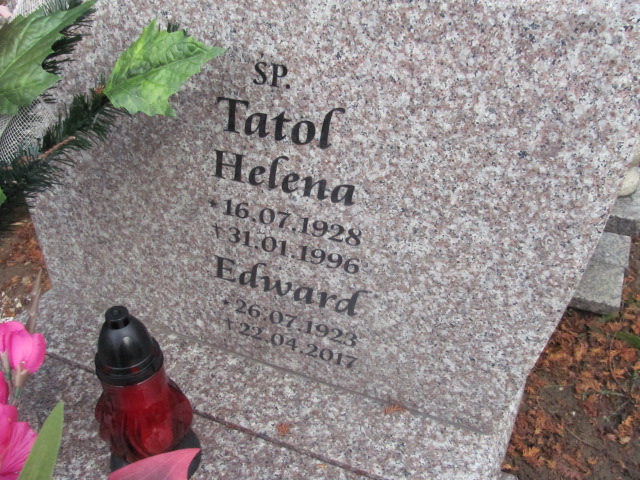 SP.
Tatol
Helena
*16.07.1928
†31.01.1996
Edward
*26.07.1923
†22.04.2017